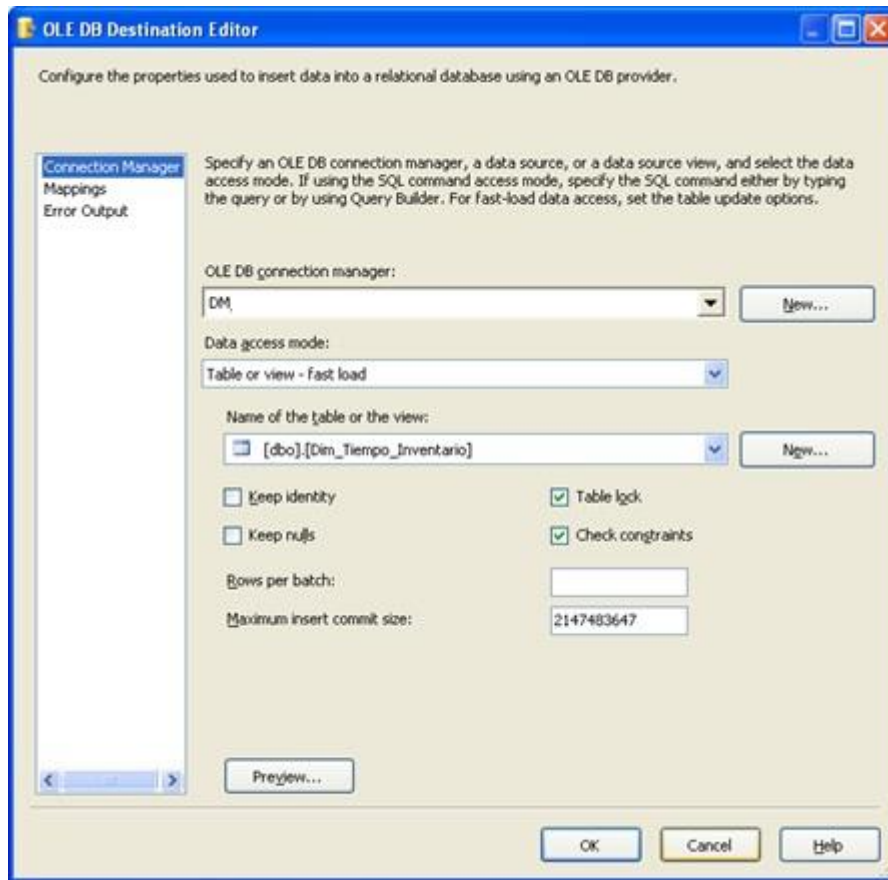 OLE DB Destination Editor
Configure the properties used to insert data into a relational database using an OLE DB provider.
Connection Manager
Mappings
Error Output
Specify an OLE DB connection manager, a data source, or a data source view, and select the data
access mode. If using the SQL command access mode, specify the SQL command either by typing
the query or by using Query Builder. For fast-load data access, set the table update options.
OLE DB connection manager:
DM
New...
Data access mode:
Table or view - fast load
Name of the table or the view:
[dbo].[Dim_Tiempo_Inventario]
New...
Keep identity
Table lock
Keep nulls
Check constraints
Rows per batch:
Maximum insert commit size:
2147483647
Preview...
OK
Cancel
Help